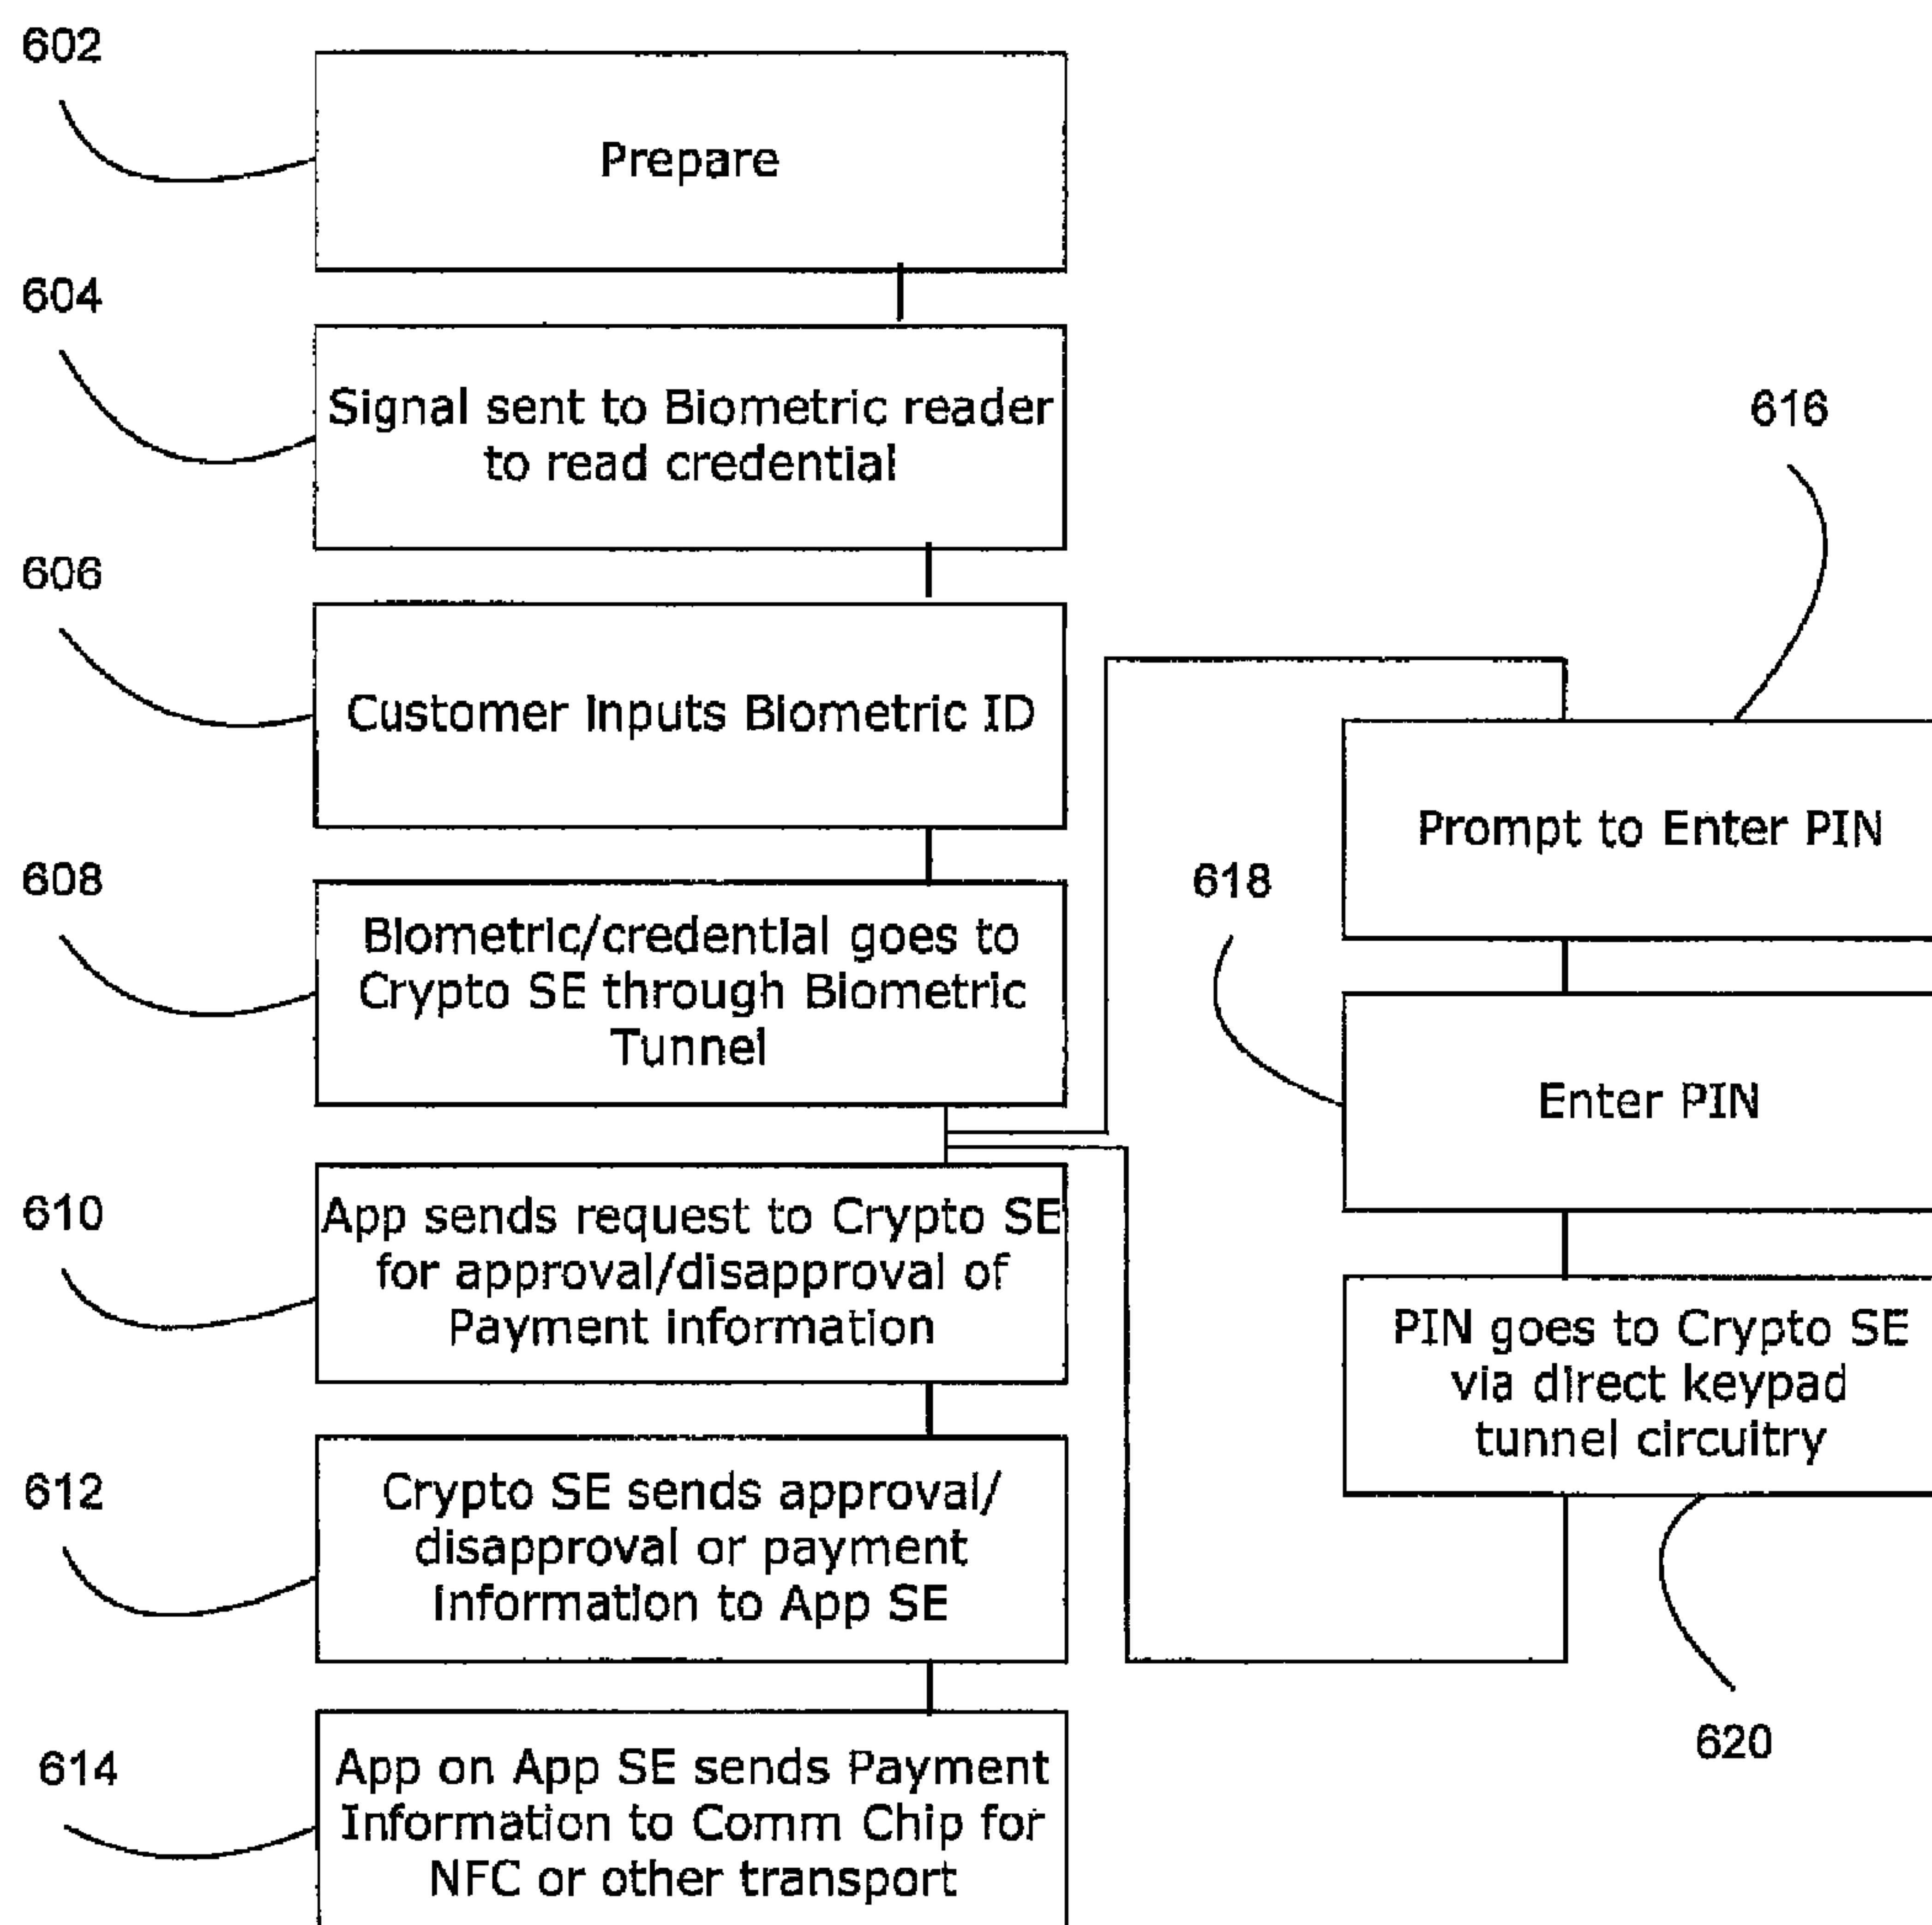 602
Prepare
604
Signal sent to Biometric reader
to read credential
606
Customer Inputs Biometric ID
608
Biometric/credential goes to
Crypto SE through Biometric
Tunnel
610
App sends request to Crypto SE
for approval/disapproval of
Payment information
612
Crypto SE sends approval/
disapproval or payment
Information to App SE
614
App on App SE sends Payment
Information to Comm Chip for
NFC or other transport
616
Prompt to Enter PIN
618
Enter PIN
PIN goes to Crypto SE
via direct keypad
tunnel circuitry
620